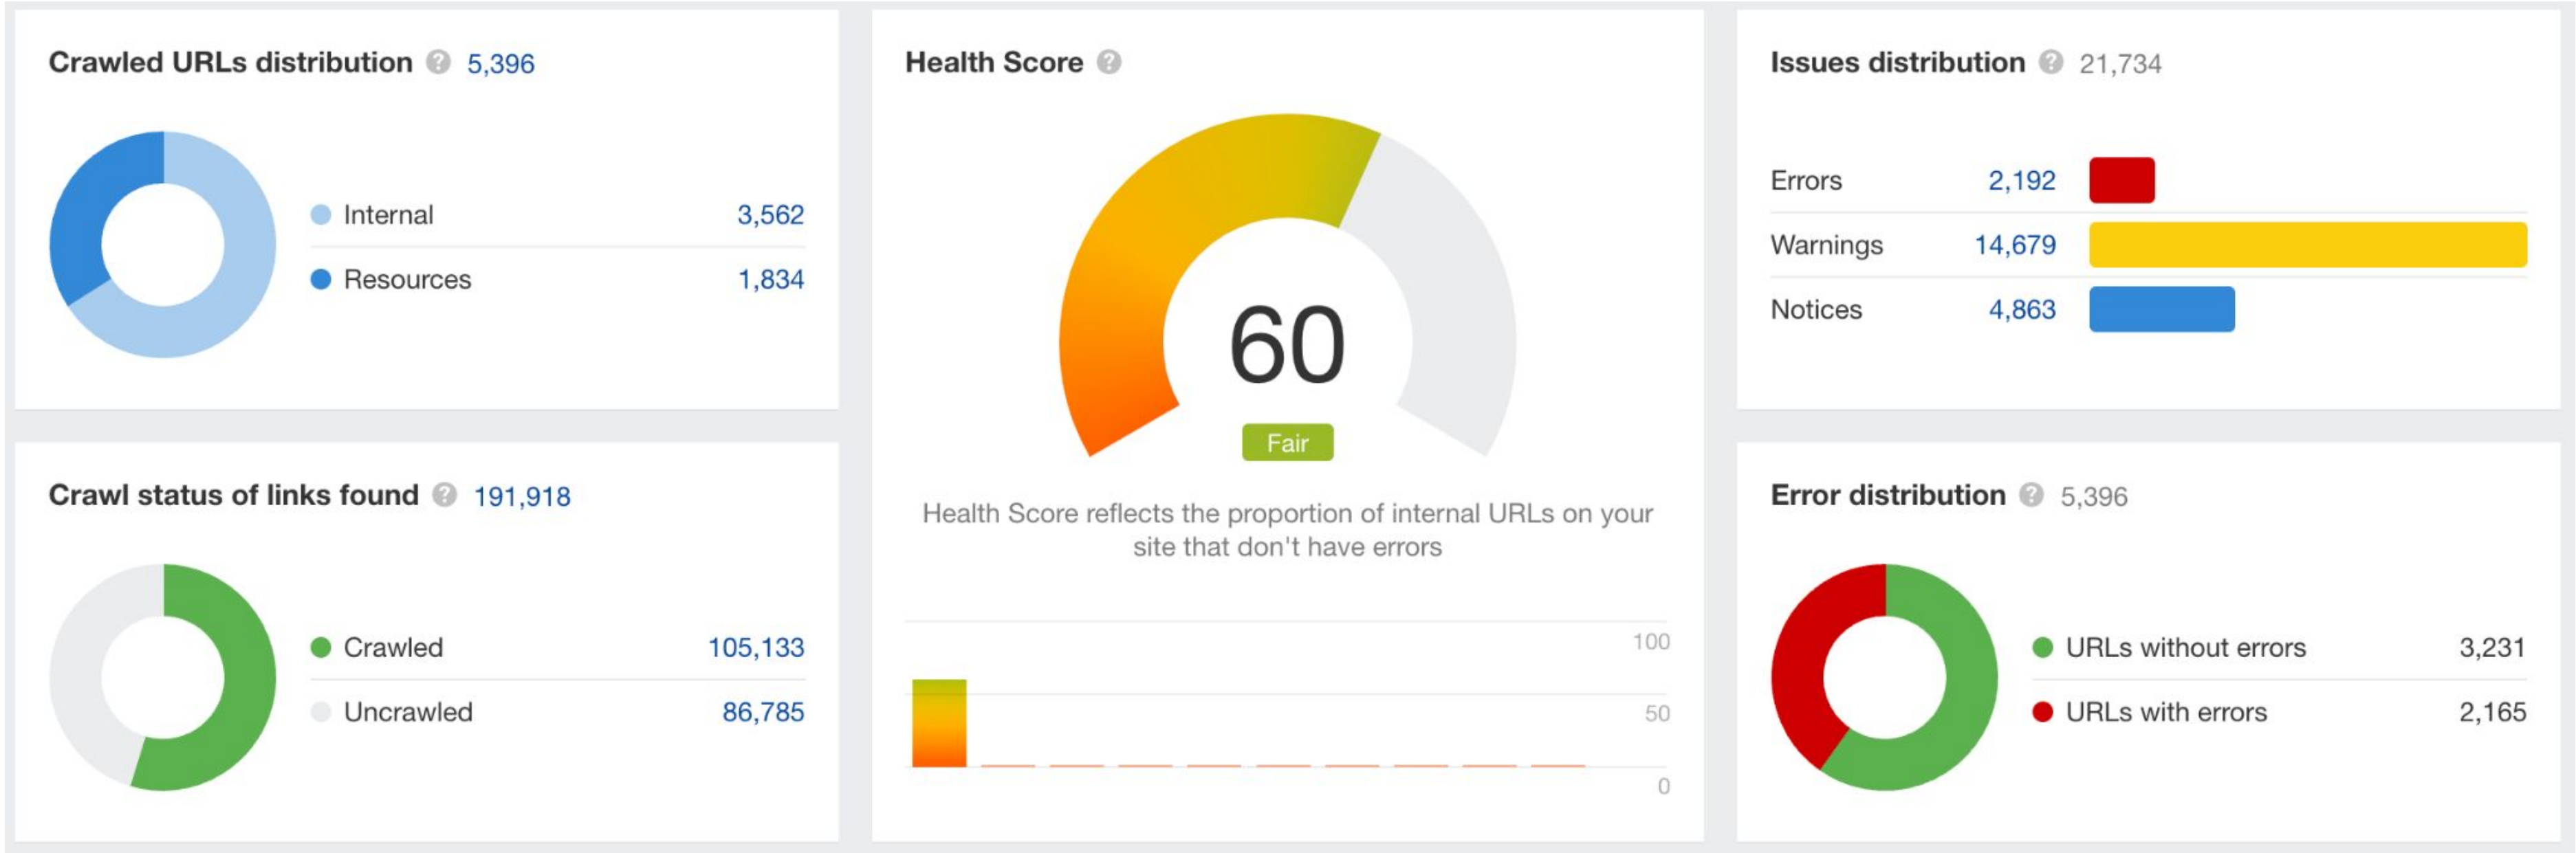 Crawled URLs distribution ? 5,396
Internal 3,562
Resources 1,834
Crawl status of links found ? 191,918
Crawled 105,133
Uncrawled 86,785
Health Score ?
60
Fair
Health Score reflects the proportion of internal URLs on your
site that don't have errors
100
50
0
Issues distribution ? 21,734
Errors 2,192
Warnings 14,679
Notices 4,863
Error distribution ? 5,396
URLs without errors 3,231
URLs with errors 2,165